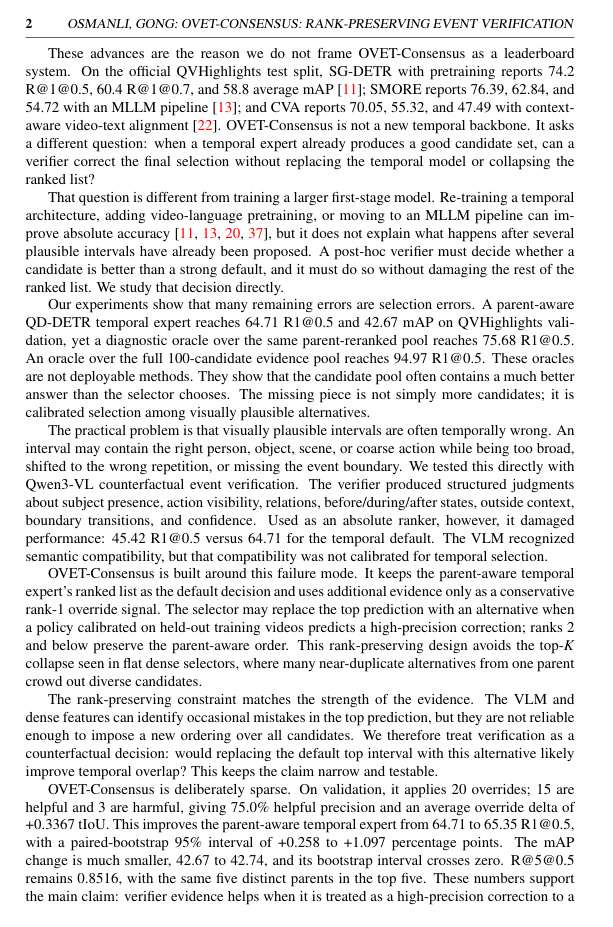 2 OSMANLI, GONG: OVET-CONSENSUS: RANK-PRESERVING EVENT VERIFICATION
These advances are the reason we do not frame OVET-Consensus as a leaderboard
system. On the official QVHighlights test split, SG-DETR with pretraining reports 74.2
R@1@0.5, 60.4 R@1@0.7, and 58.8 average mAP [11]; SMORE reports 76.39, 62.84, and
54.72 with an MLLM pipeline [13]; and CVA reports 70.05, 55.32, and 47.49 with context-
aware video-text alignment [22]. OVET-Consensus is not a new temporal backbone. It asks
a different question: when a temporal expert already produces a good candidate set, can a
verifier correct the final selection without replacing the temporal model or collapsing the
ranked list?
That question is different from training a larger first-stage model. Re-training a temporal
architecture, adding video-language pretraining, or moving to an MLLM pipeline can im-
prove absolute accuracy [11, 13, 20, 37], but it does not explain what happens after several
plausible intervals have already been proposed. A post-hoc verifier must decide whether a
candidate is better than a strong default, and it must do so without damaging the rest of the
ranked list. We study that decision directly.
Our experiments show that many remaining errors are selection errors. A parent-aware
QD-DETR temporal expert reaches 64.71 R1@0.5 and 42.67 mAP on QVHighlights vali-
dation, yet a diagnostic oracle over the same parent-reranked pool reaches 75.68 R1@0.5.
An oracle over the full 100-candidate evidence pool reaches 94.97 R1@0.5. These oracles
are not deployable methods. They show that the candidate pool often contains a much better
answer than the selector chooses. The missing piece is not simply more candidates; it is
calibrated selection among visually plausible alternatives.
The practical problem is that visually plausible intervals are often temporally wrong. An
interval may contain the right person, object, scene, or coarse action while being too broad,
shifted to the wrong repetition, or missing the event boundary. We tested this directly with
Qwen3-VL counterfactual event verification. The verifier produced structured judgments
about subject presence, action visibility, relations, before/during/after states, outside context,
boundary transitions, and confidence. Used as an absolute ranker, however, it damaged
performance: 45.42 R1@0.5 versus 64.71 for the temporal default. The VLM recognized
semantic compatibility, but that compatibility was not calibrated for temporal selection.
OVET-Consensus is built around this failure mode. It keeps the parent-aware temporal
expert's ranked list as the default decision and uses additional evidence only as a conservative
rank-1 override signal. The selector may replace the top prediction with an alternative when
a policy calibrated on held-out training videos predicts a high-precision correction; ranks 2
and below preserve the parent-aware order. This rank-preserving design avoids the top-K
collapse seen in flat dense selectors, where many near-duplicate alternatives from one parent
crowd out diverse candidates.
The rank-preserving constraint matches the strength of the evidence. The VLM and
dense features can identify occasional mistakes in the top prediction, but they are not reliable
enough to impose a new ordering over all candidates. We therefore treat verification as a
counterfactual decision: would replacing the default top interval with this alternative likely
improve temporal overlap? This keeps the claim narrow and testable.
OVET-Consensus is deliberately sparse. On validation, it applies 20 overrides; 15 are
helpful and 3 are harmful, giving 75.0% helpful precision and an average override delta of
+0.3367 tIoU. This improves the parent-aware temporal expert from 64.71 to 65.35 R1@0.5,
with a paired-bootstrap 95% interval of +0.258 to +1.097 percentage points. The mAP
change is much smaller, 42.67 to 42.74, and its bootstrap interval crosses zero. R@5@0.5
remains 0.8516, with the same five distinct parents in the top five. These numbers support
the main claim: verifier evidence helps when it is treated as a high-precision correction to a